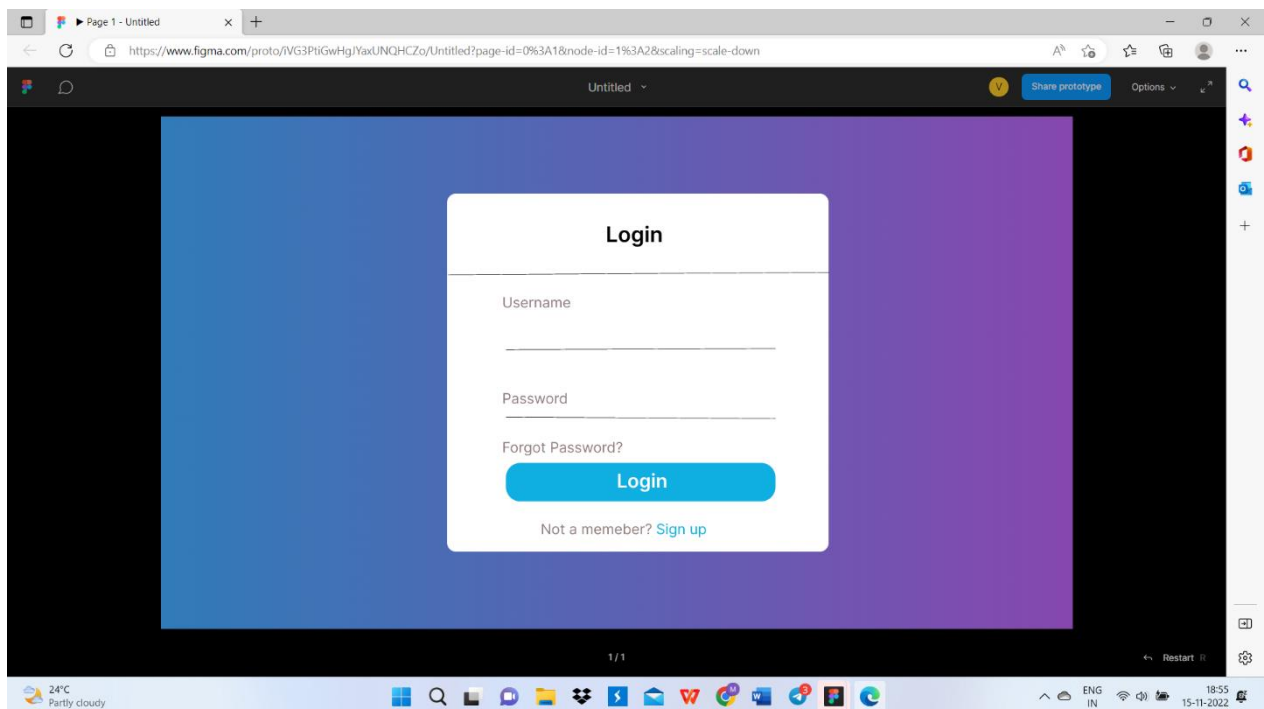 Page 1 - Untitled
https://www.figma.com/proto/iVG3PtiGwHgJYaxUNQHCZo/Untitled?page-id=0%3A1&node-id=1%3A2&scaling=scale-down
Untitled
V
Share prototype
Options
Login
Username
Password
Forgot Password?
Login
Not a memeber? Sign up
1 / 1
Restart R
24°C
Partly cloudy
ENG
IN
18:55
15-11-2022